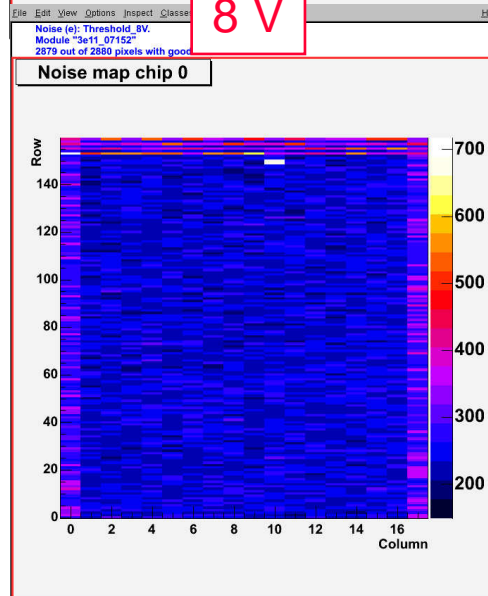 File Edit View Options Inspect Classes H
8 V
Noise (e): Threshold_8V.
Module "3e11_07152"
2879 out of 2880 pixels with good
Noise map chip 0
Row
140
120
100
80
60
40
20
0
0 2 4 6 8 10 12 14 16
Column
700
600
500
400
300
200